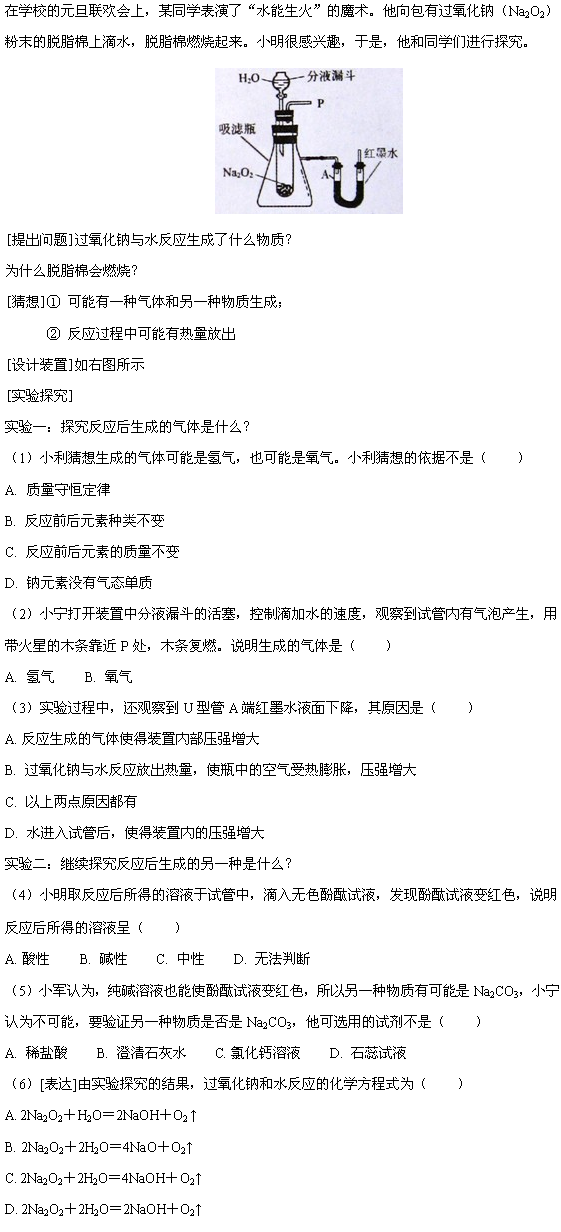 在学校的元旦联欢会上，某同学表演了“水能生火”的魔术。他向包有过氧化钠（Na₂O₂）
粉末的脱脂棉上滴水，脱脂棉燃烧起来。小明很感兴趣，于是，他和同学们进行探究。
H₂O
分液漏斗
P
吸滤瓶
红墨水
A
Na₂O₂
[提出问题]过氧化钠与水反应生成了什么物质？
为什么脱脂棉会燃烧？
[猜想]① 可能有一种气体和另一种物质生成；
② 反应过程中可能有热量放出
[设计装置]如右图所示
[实验探究]
实验一：探究反应后生成的气体是什么？
（1）小利猜想生成的气体可能是氢气，也可能是氧气。小利猜想的依据不是（　　）
A. 质量守恒定律
B. 反应前后元素种类不变
C. 反应前后元素的质量不变
D. 钠元素没有气态单质
（2）小宁打开装置中分液漏斗的活塞，控制滴加水的速度，观察到试管内有气泡产生，用
带火星的木条靠近 P 处，木条复燃。说明生成的气体是（　　）
A. 氢气　　B. 氧气
（3）实验过程中，还观察到 U 型管 A 端红墨水液面下降，其原因是（　　）
A. 反应生成的气体使得装置内部压强增大
B. 过氧化钠与水反应放出热量，使瓶中的空气受热膨胀，压强增大
C. 以上两点原因都有
D. 水进入试管后，使得装置内的压强增大
实验二：继续探究反应后生成的另一种是什么？
（4）小明取反应后所得的溶液于试管中，滴入无色酚酞试液，发现酚酞试液变红色，说明
反应后所得的溶液呈（　　）
A. 酸性　　B. 碱性　　C. 中性　　D. 无法判断
（5）小军认为，纯碱溶液也能使酚酞试液变红色，所以另一种物质有可能是 Na₂CO₃，小宁
认为不可能，要验证另一种物质是否是 Na₂CO₃，他可选用的试剂不是（　　）
A. 稀盐酸　　B. 澄清石灰水　　C. 氯化钙溶液　　D. 石蕊试液
（6）[表达]由实验探究的结果，过氧化钠和水反应的化学方程式为（　　）
A. 2Na₂O₂＋H₂O＝2NaOH＋O₂↑
B. 2Na₂O₂＋2H₂O＝4NaO＋O₂↑
C. 2Na₂O₂＋2H₂O＝4NaOH＋O₂↑
D. 2Na₂O₂＋2H₂O＝2NaOH＋O₂↑